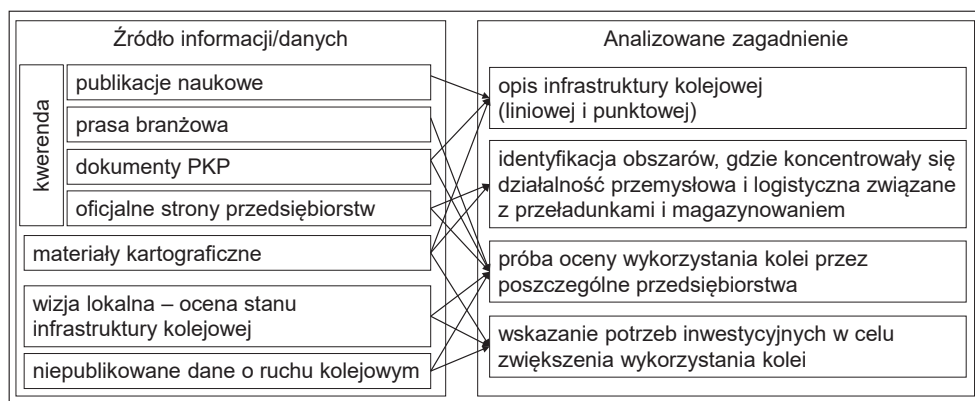 Źródło informacji/danych
kwerenda
publikacje naukowe
prasa branżowa
dokumenty PKP
oficjalne strony przedsiębiorstw
materiały kartograficzne
wizja lokalna – ocena stanu
infrastruktury kolejowej
niepublikowane dane o ruchu kolejowym
Analizowane zagadnienie
opis infrastruktury kolejowej
(liniowej i punktowej)
identyfikacja obszarów, gdzie koncentrowały się
działalność przemysłowa i logistyczna związane
z przeładunkami i magazynowaniem
próba oceny wykorzystania kolei przez
poszczególne przedsiębiorstwa
wskazanie potrzeb inwestycyjnych w celu
zwiększenia wykorzystania kolei